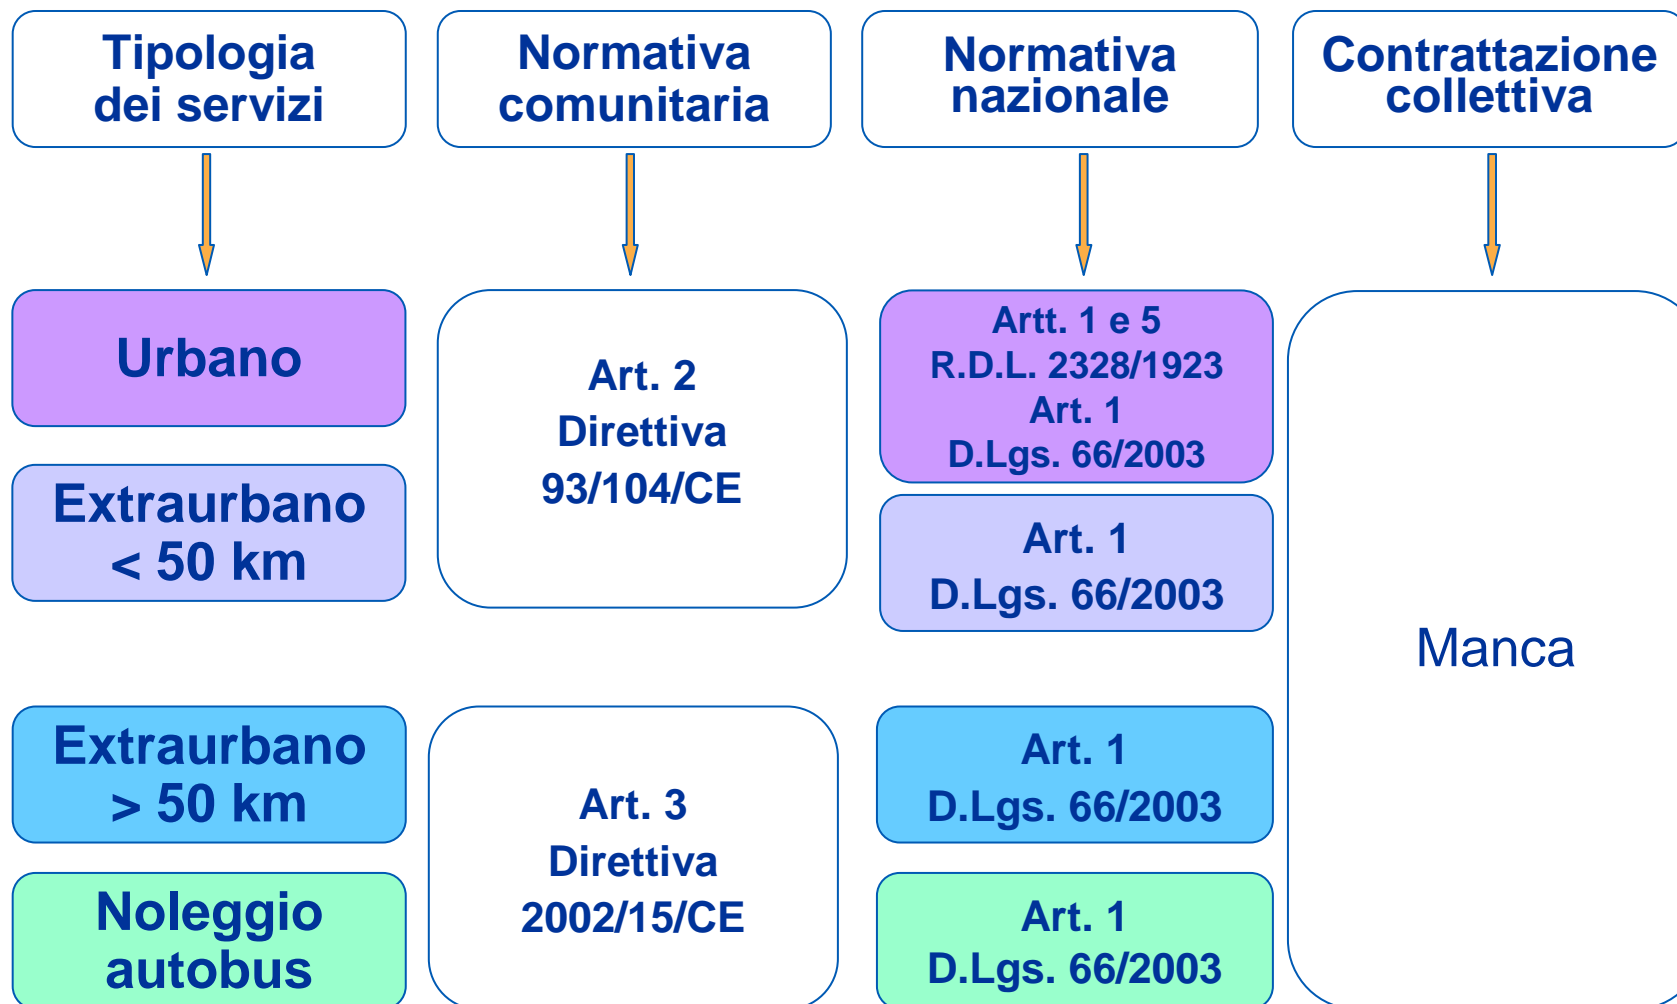 Tipologia
dei servizi
Normativa
comunitaria
Normativa
nazionale
Contrattazione
collettiva
Urbano
Extraurbano
< 50 km
Art. 2
Direttiva
93/104/CE
Artt. 1 e 5
R.D.L. 2328/1923
Art. 1
D.Lgs. 66/2003
Art. 1
D.Lgs. 66/2003
Manca
Extraurbano
> 50 km
Noleggio
autobus
Art. 3
Direttiva
2002/15/CE
Art. 1
D.Lgs. 66/2003
Art. 1
D.Lgs. 66/2003